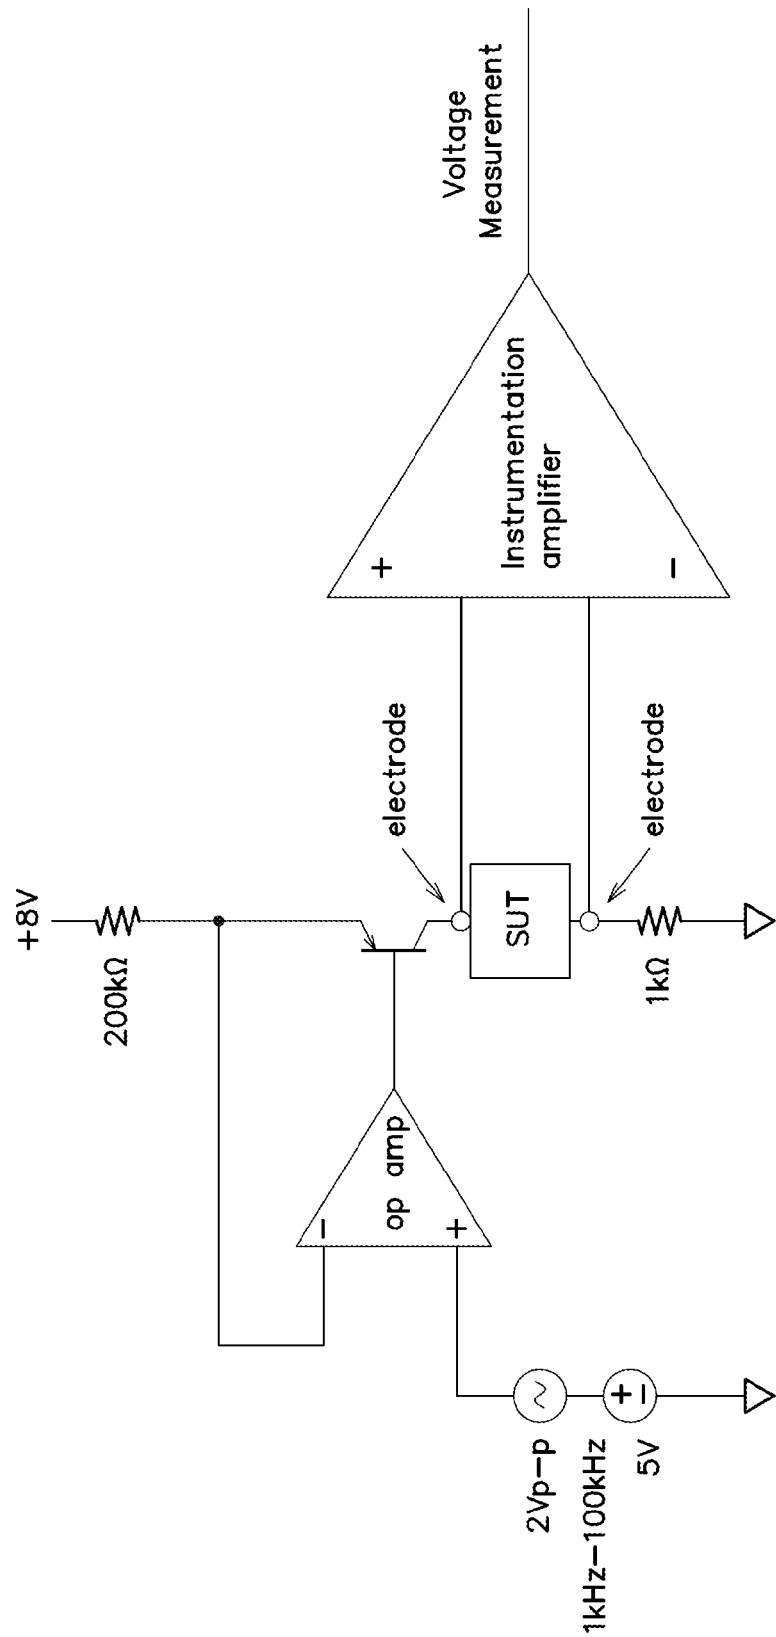 +8V
200kΩ
op amp
−
+
2Vp−p
1kHz−100kHz
+
−
5V
electrode
SUT
electrode
1kΩ
+
−
Instrumentation
amplifier
Voltage
Measurement